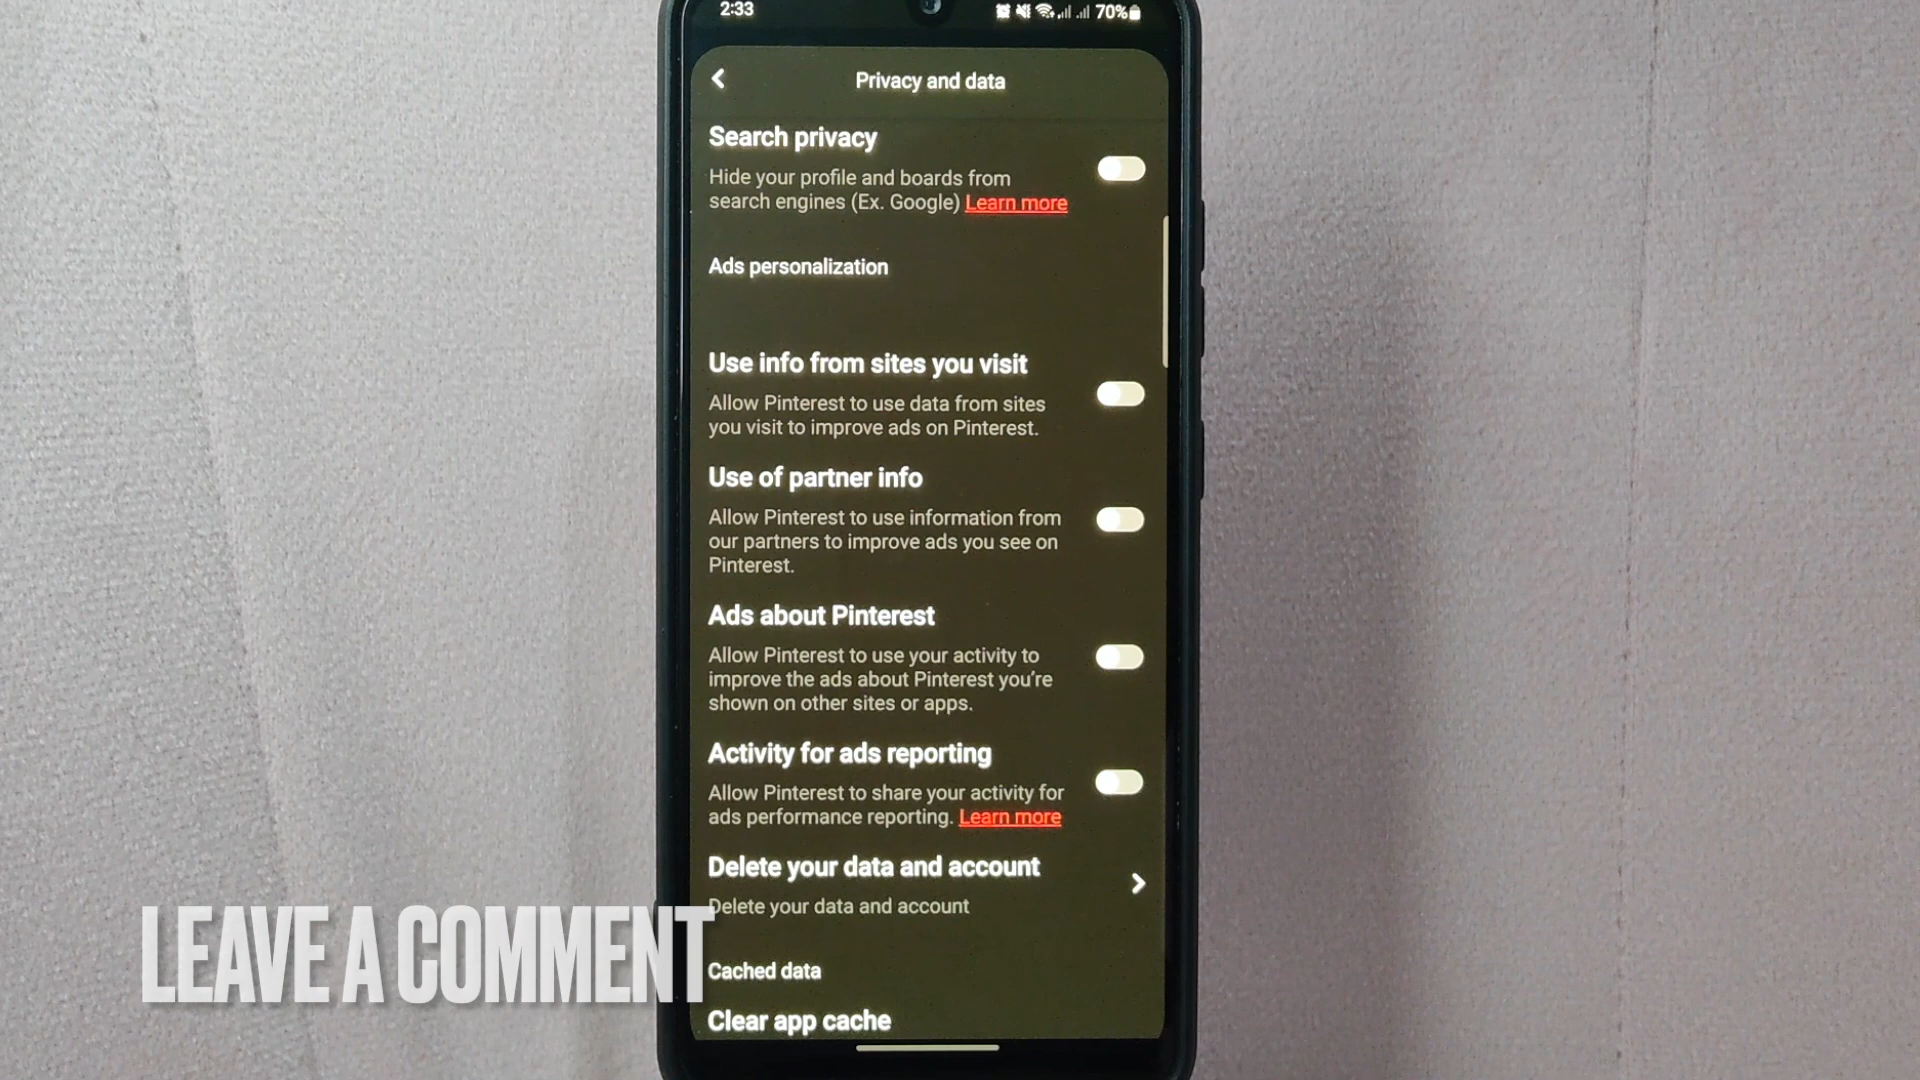 2:33
70%
Privacy and data
Search privacy
Hide your profile and boards from
search engines (Ex. Google) Learn more
Ads personalization
Use info from sites you visit
Allow Pinterest to use data from sites
you visit to improve ads on Pinterest.
Use of partner info
Allow Pinterest to use information from
our partners to improve ads you see on
Pinterest.
Ads about Pinterest
Allow Pinterest to use your activity to
improve the ads about Pinterest you're
shown on other sites or apps.
Activity for ads reporting
Allow Pinterest to share your activity for
ads performance reporting. Learn more
Delete your data and account
Delete your data and account
LEAVE A COMMENT
Cached data
Clear app cache